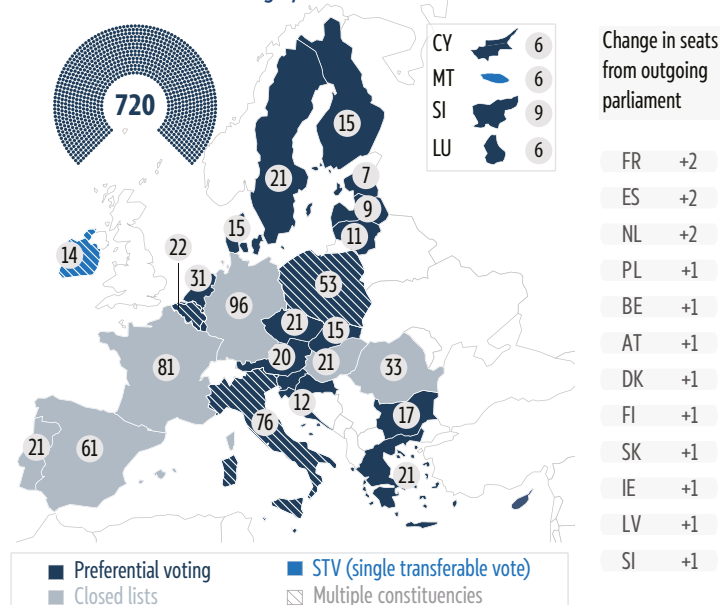 720
CY 6
MT 6
SI 9
LU 6
Change in seats
from outgoing
parliament
FR +2
ES +2
NL +2
PL +1
BE +1
AT +1
DK +1
FI +1
SK +1
IE +1
LV +1
SI +1
15
21
7
9
15
11
14
22
31
53
96
21
15
81
20
21
33
12
17
76
21
61
21
Preferential voting
STV (single transferable vote)
Closed lists
Multiple constituencies